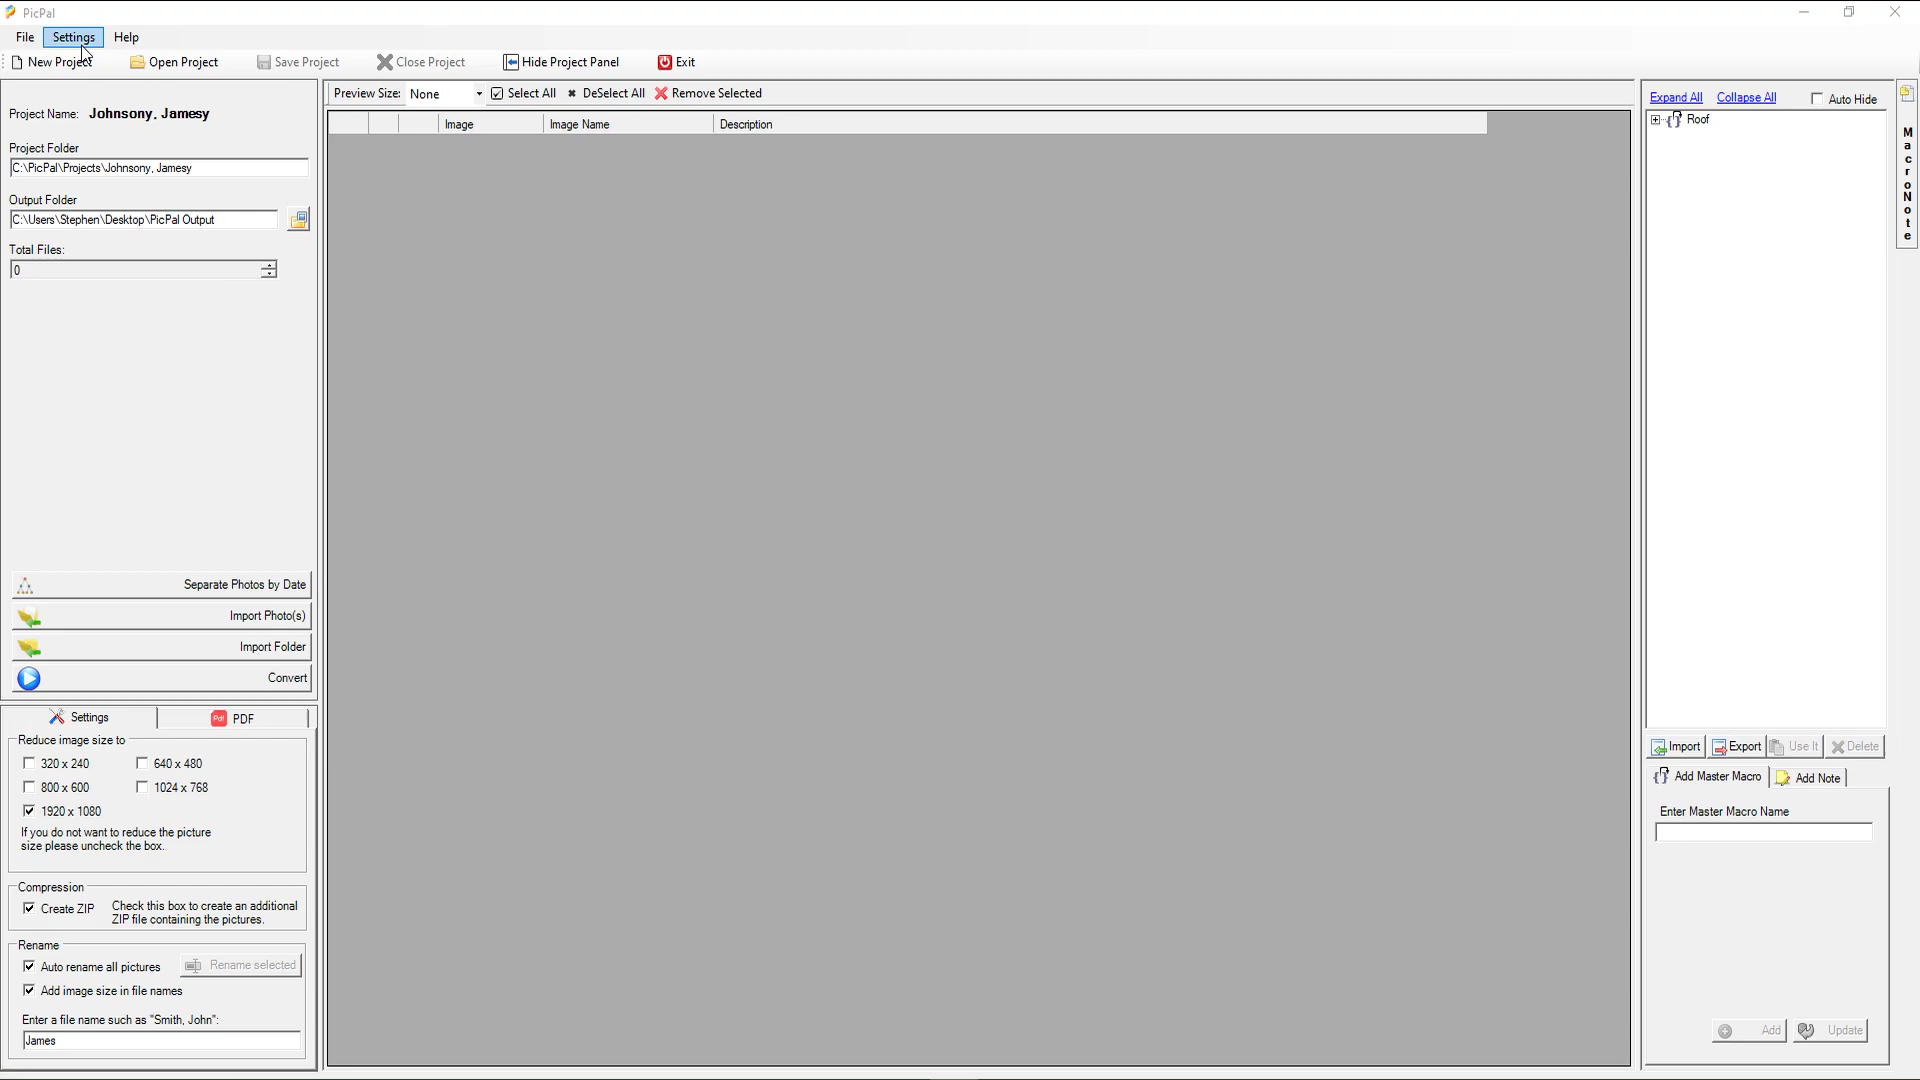 PicPal
File Settings Help
New Project Open Project Save Project Close Project Hide Project Panel Exit
Project Name: Johnsony, Jamesy
Project Folder
C:\PicPal\Projects\Johnsony, Jamesy
Output Folder
C:\Users\Stephen\Desktop\PicPal Output
Total Files:
0
Separate Photos by Date
Import Photo(s)
Import Folder
Convert
Settings PDF
Reduce image size to
320 x 240 640 x 480
800 x 600 1024 x 768
1920 x 1080
If you do not want to reduce the picture
size please uncheck the box.
Compression
Create ZIP Check this box to create an additional
ZIP file containing the pictures.
Rename
Auto rename all pictures Rename selected
Add image size in file names
Enter a file name such as "Smith, John":
James
Preview Size: None Select All DeSelect All Remove Selected
Image Image Name Description
Expand All Collapse All Auto Hide
Roof
MacroNote
Import Export Use It Delete
Add Master Macro Add Note
Enter Master Macro Name
Add Update